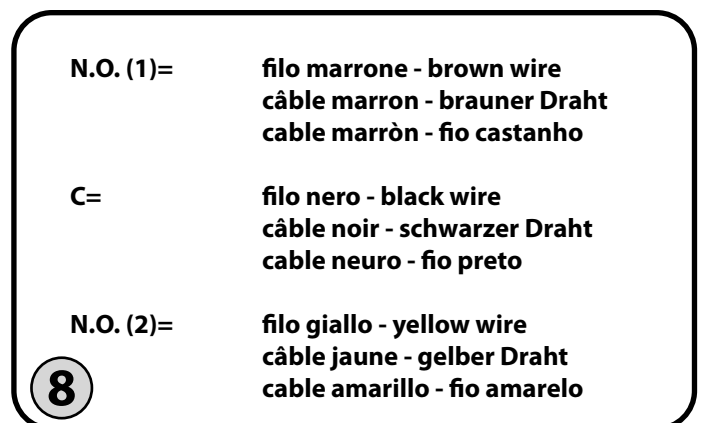 N.O. (1)= filo marrone - brown wire
câble marron - brauner Draht
cable marròn - fio castanho
C= filo nero - black wire
câble noir - schwarzer Draht
cable neuro - fio preto
N.O. (2)= filo giallo - yellow wire
câble jaune - gelber Draht
cable amarillo - fio amarelo
8